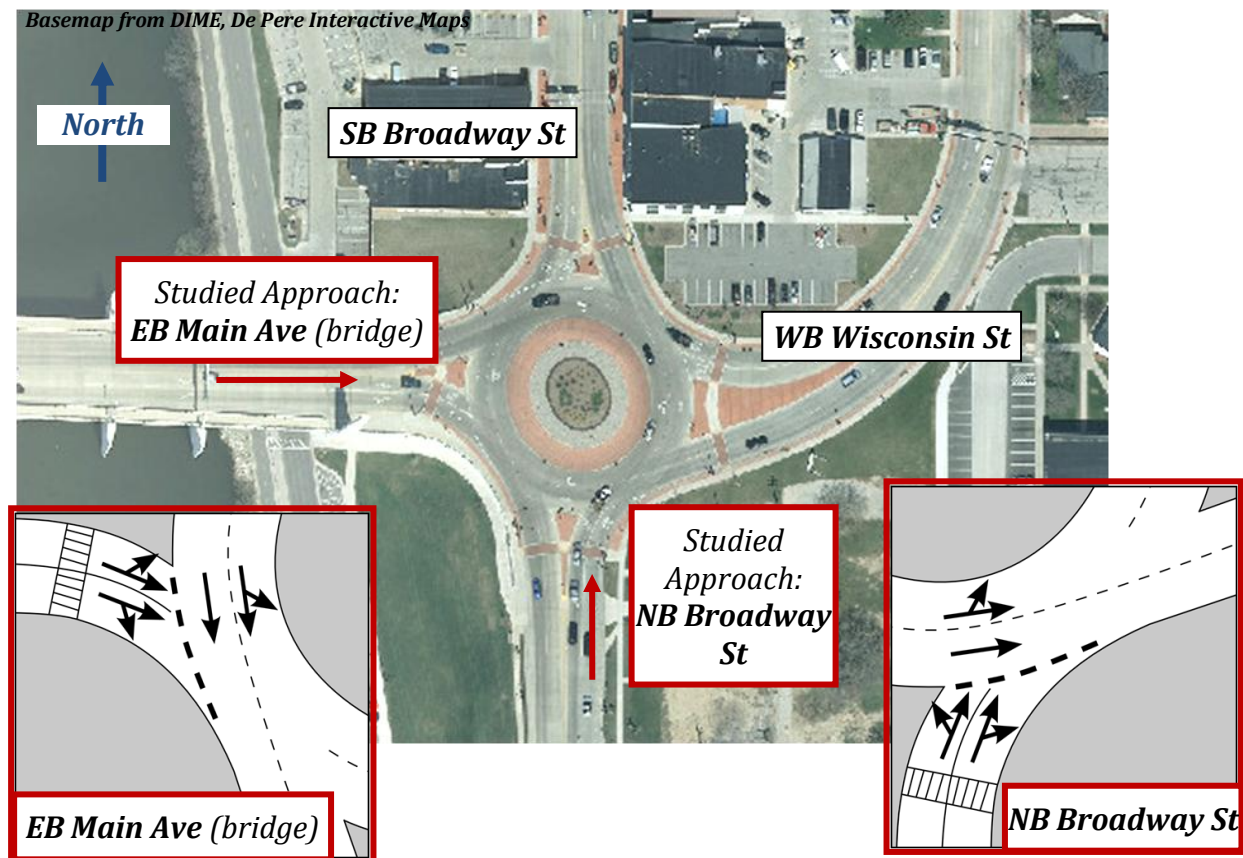 Basemap from DIME, De Pere Interactive Maps
North
SB Broadway St
Studied Approach:
EB Main Ave (bridge)
WB Wisconsin St
Studied
Approach:
NB Broadway
St
EB Main Ave (bridge)
NB Broadway St